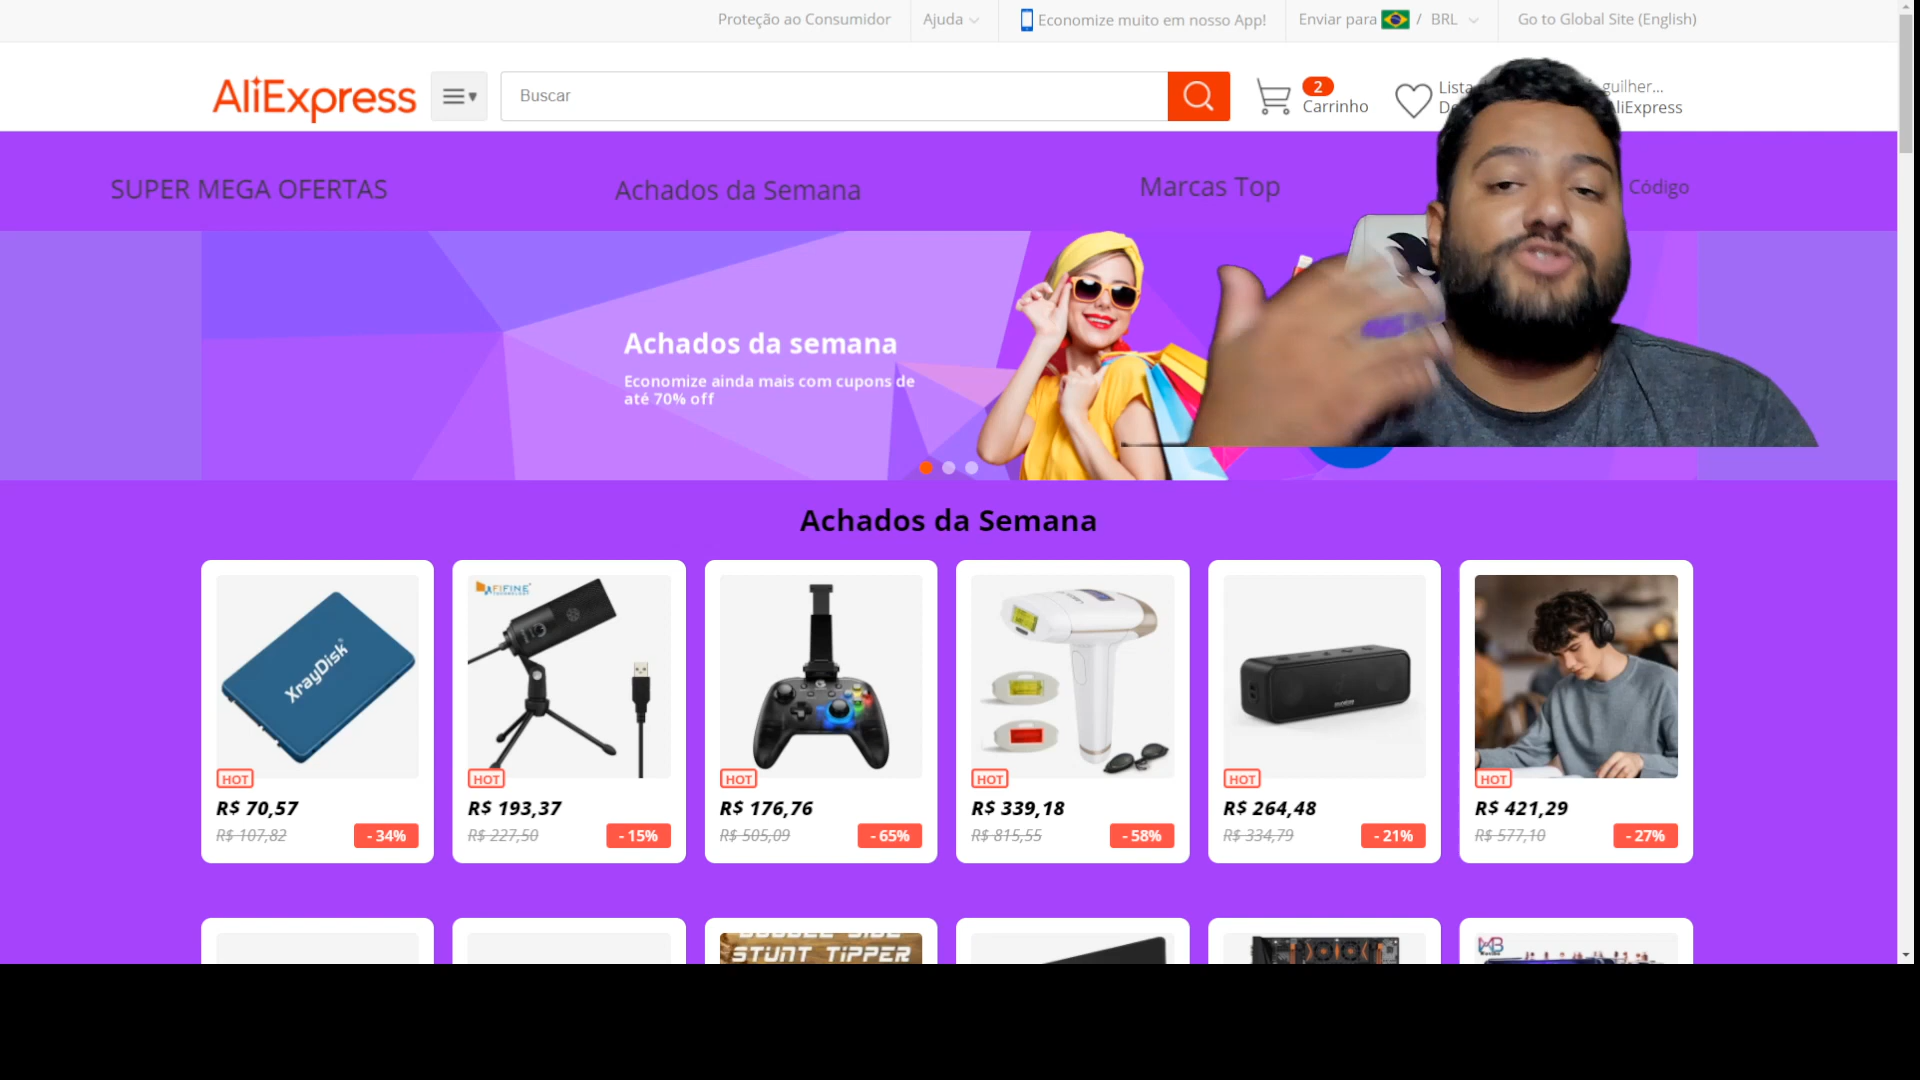 Proteção ao Consumidor
Ajuda
Economize muito em nosso App!
Enviar para / BRL
Go to Global Site (English)
AliExpress
Buscar
2
Carrinho
Lista
guilher...
AliExpress
SUPER MEGA OFERTAS
Achados da Semana
Marcas Top
Código
Achados da semana
Economize ainda mais com cupons de
até 70% off
Achados da Semana
XrayDisk
FIFINE
TECHNOLOGY
HOT
HOT
HOT
HOT
HOT
HOT
R$ 70,57
R$ 107,82
- 34%
R$ 193,37
R$ 227,50
- 15%
R$ 176,76
R$ 505,09
- 65%
R$ 339,18
R$ 815,55
- 58%
R$ 264,48
R$ 334,79
- 21%
R$ 421,29
R$ 577,10
- 27%
STUNT TIPPER